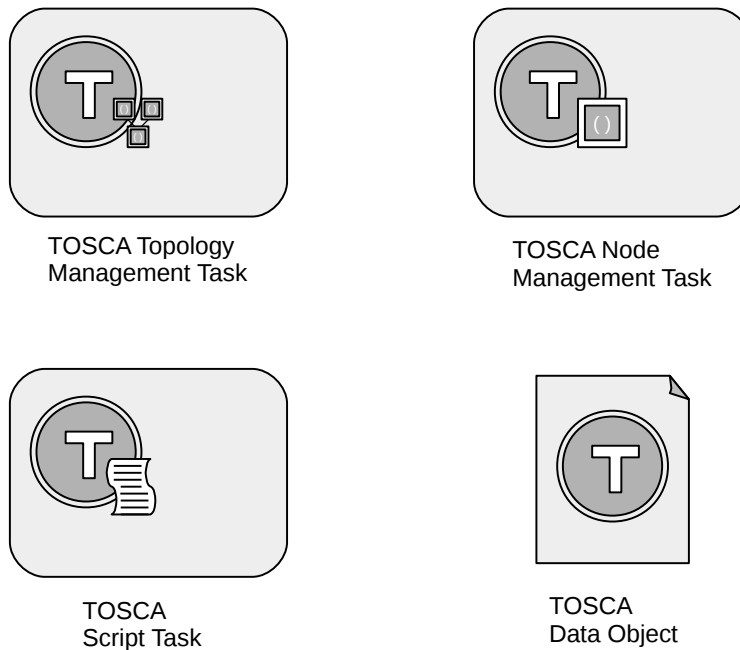 T
T
()
TOSCA Topology
Management Task
TOSCA Node
Management Task
T
T
TOSCA
Script Task
TOSCA
Data Object